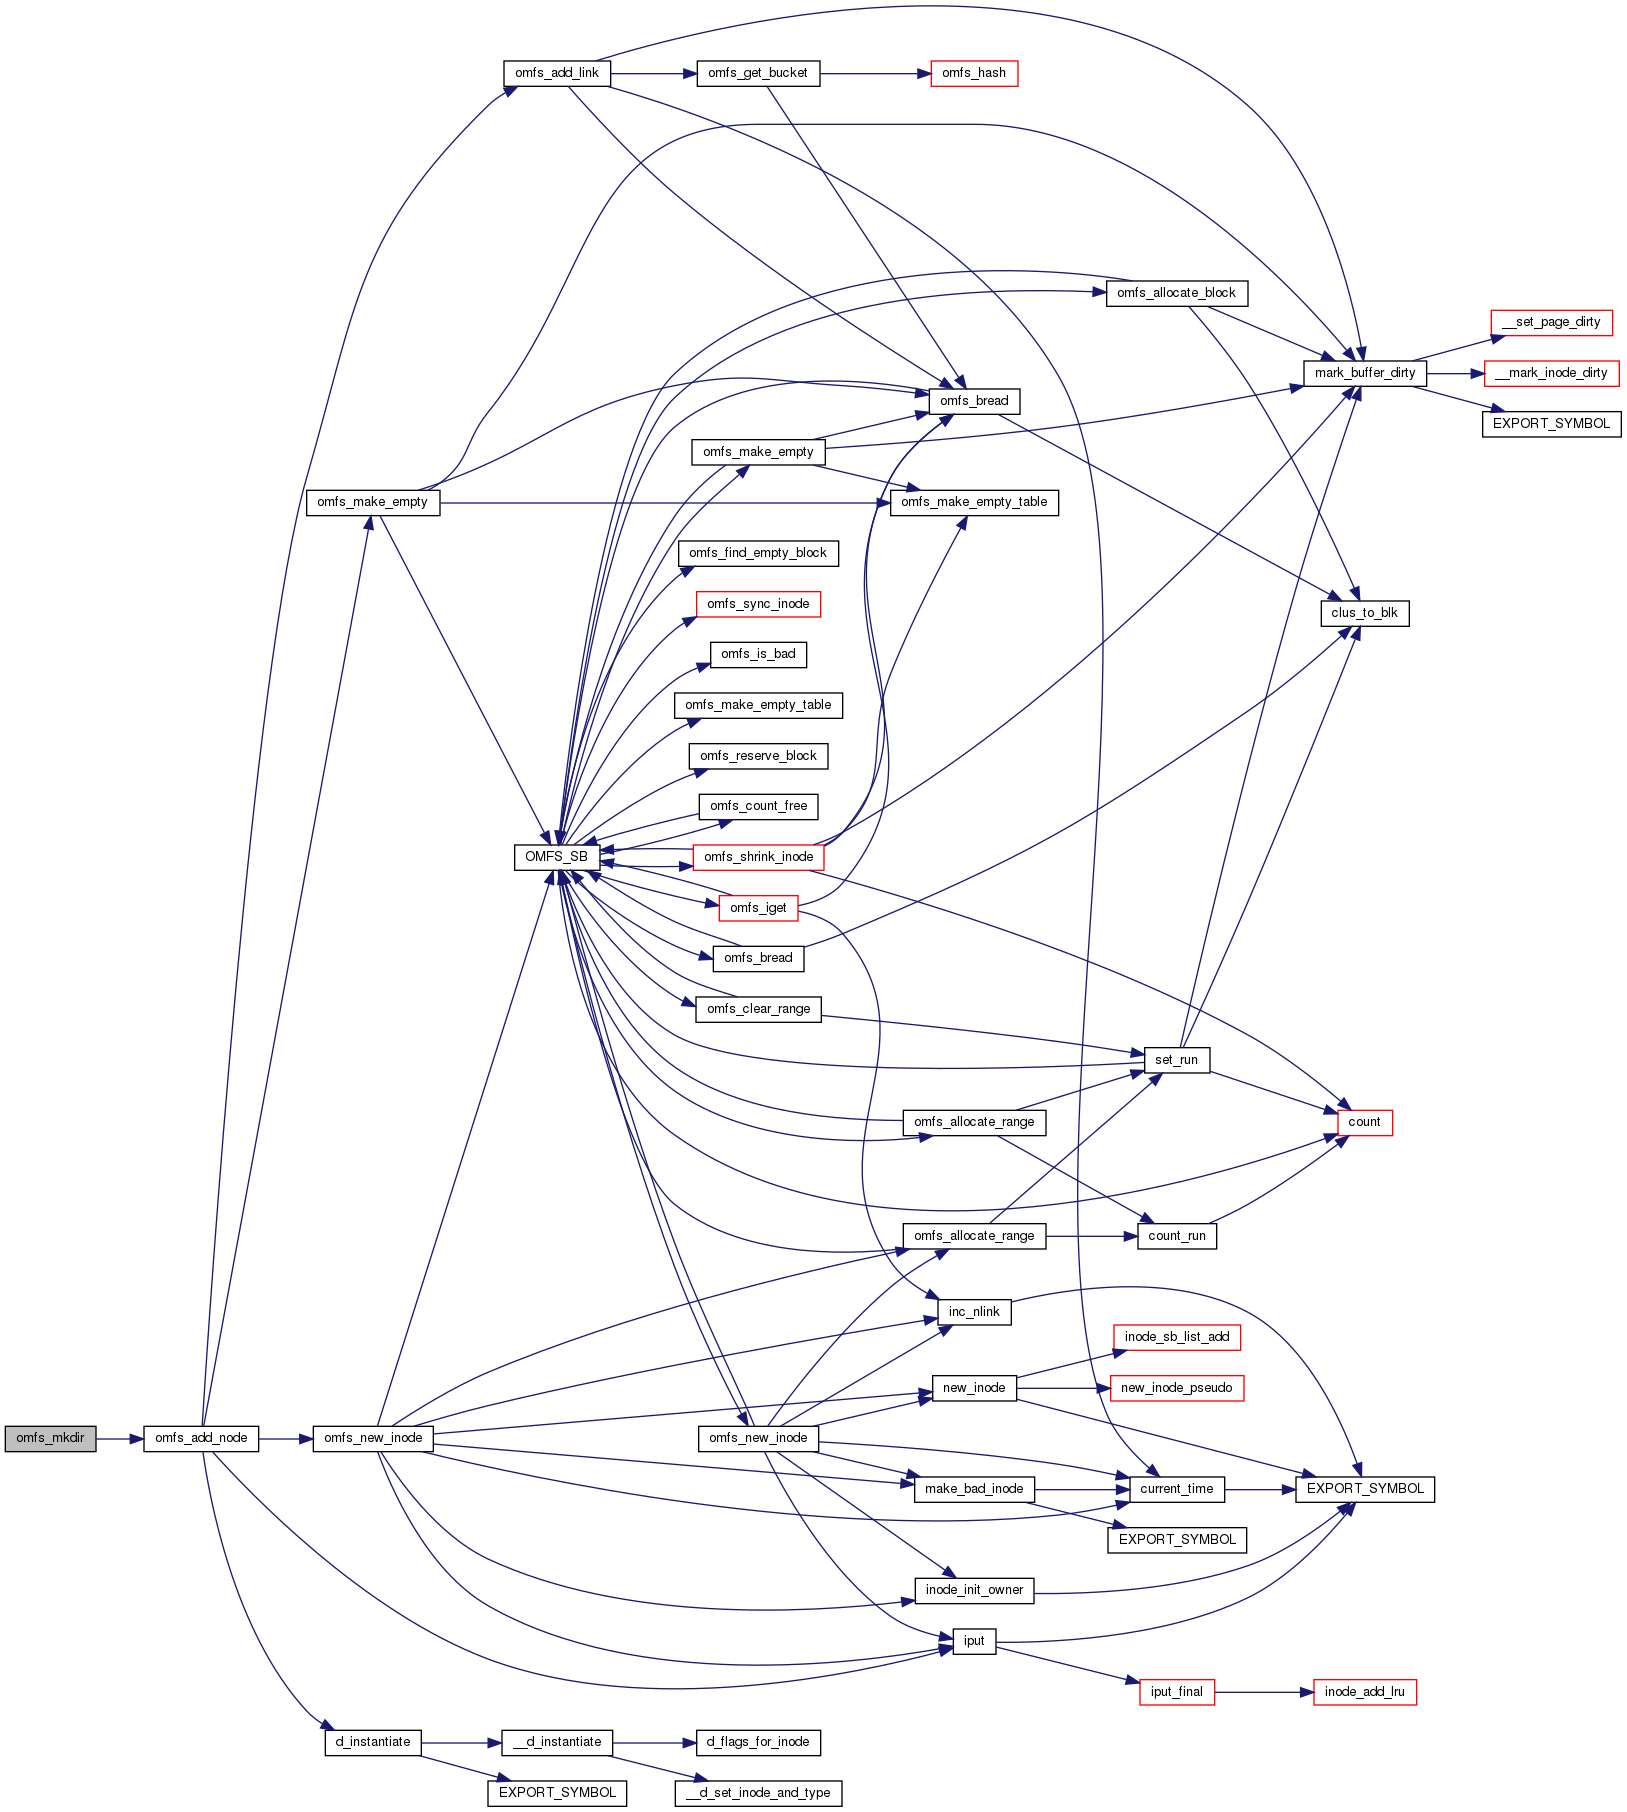 omfs_add_link
omfs_get_bucket
omfs_hash
omfs_allocate_block
__set_page_dirty
mark_buffer_dirty
__mark_inode_dirty
omfs_bread
EXPORT_SYMBOL
omfs_make_empty
omfs_make_empty
omfs_make_empty_table
omfs_find_empty_block
omfs_sync_inode
clus_to_blk
omfs_is_bad
omfs_make_empty_table
omfs_reserve_block
omfs_count_free
OMFS_SB
omfs_shrink_inode
omfs_iget
omfs_bread
omfs_clear_range
set_run
omfs_allocate_range
count
omfs_allocate_range
count_run
inc_nlink
inode_sb_list_add
new_inode
new_inode_pseudo
omfs_mkdir
omfs_add_node
omfs_new_inode
omfs_new_inode
make_bad_inode
current_time
EXPORT_SYMBOL
EXPORT_SYMBOL
inode_init_owner
iput
iput_final
inode_add_lru
d_instantiate
__d_instantiate
d_flags_for_inode
EXPORT_SYMBOL
__d_set_inode_and_type